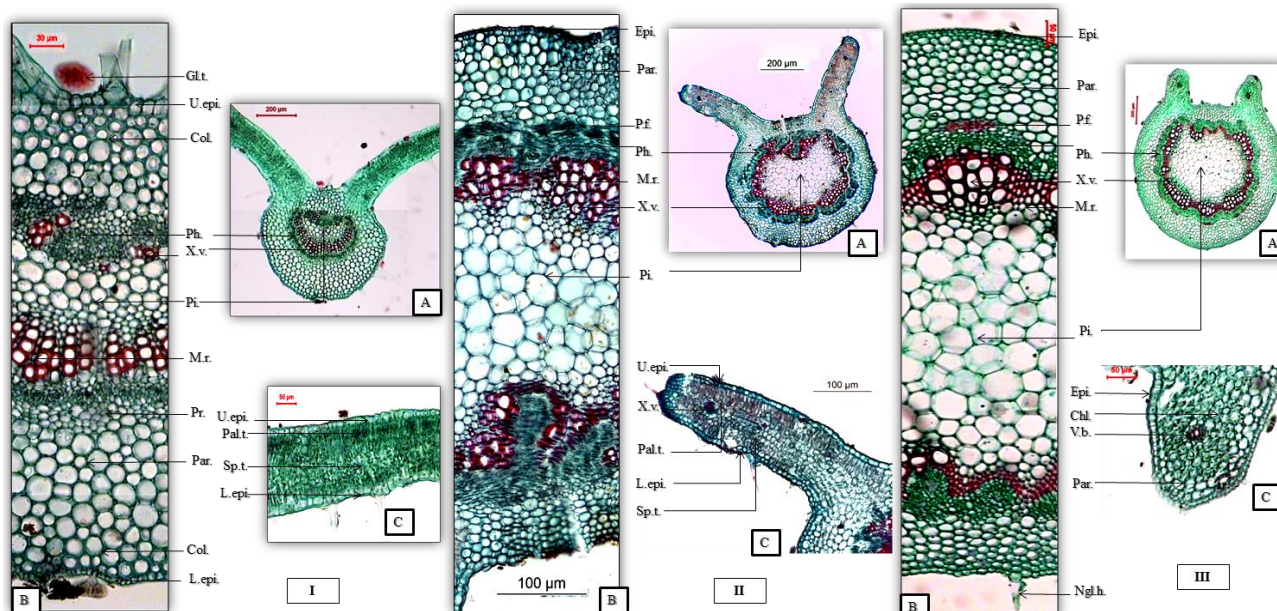 30 µm
Gl.t.
U.epi.
Col.
Ph.
X.v.
Pi.
M.r.
Pr.
Par.
Col.
L.epi.
B
200 µm
A
50 µm
U.epi.
Pal.t.
Sp.t.
L.epi.
C
I
Epi.
Par.
P.f.
Ph.
M.r.
X.v.
Pi.
100 µm
B
200 µm
A
U.epi.
X.v.
Pal.t.
L.epi.
Sp.t.
100 µm
C
II
50 µm
Epi.
Par.
P.f.
Ph.
X.v.
M.r.
Pi.
Ngl.h.
B
A
50 µm
Epi.
Chl.
V.b.
Par.
C
III